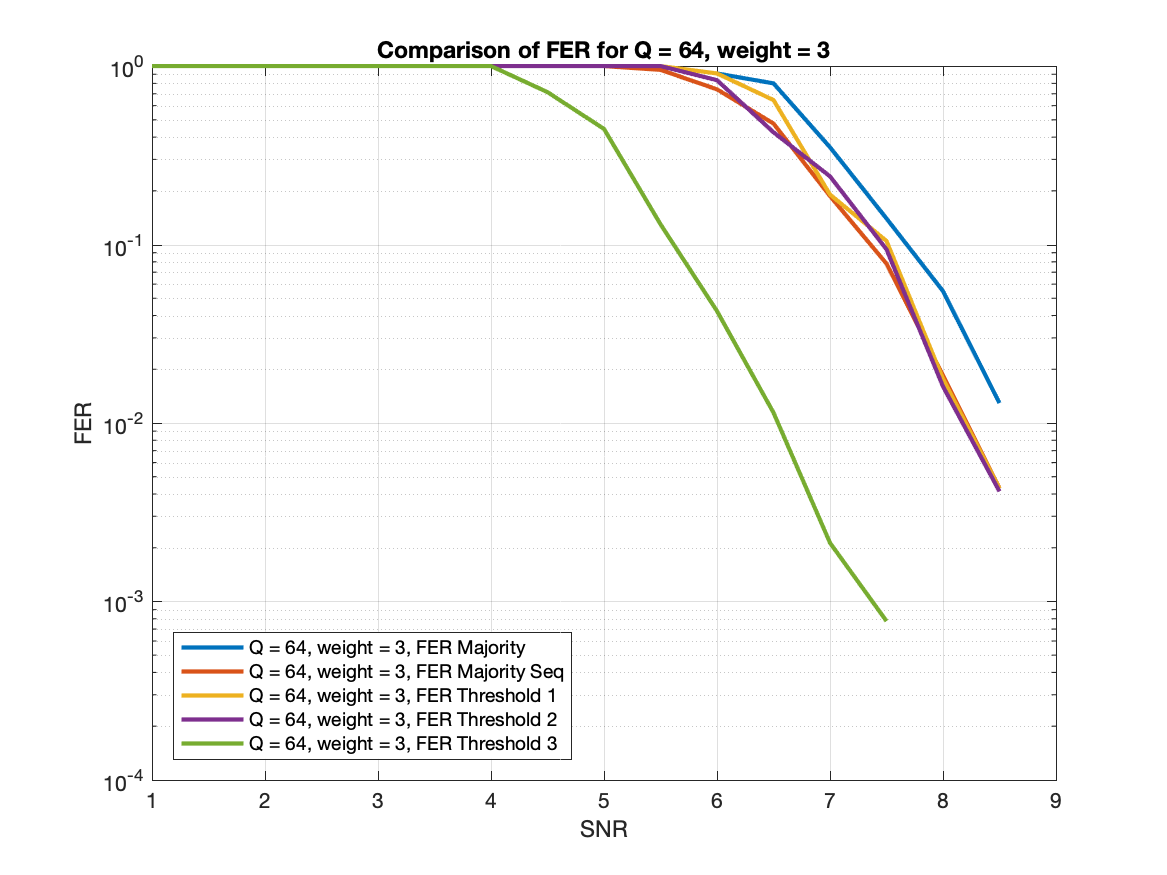 Comparison of FER for Q = 64, weight = 3
10^0
10^-1
10^-2
10^-3
10^-4
FER
Q = 64, weight = 3, FER Majority
Q = 64, weight = 3, FER Majority Seq
Q = 64, weight = 3, FER Threshold 1
Q = 64, weight = 3, FER Threshold 2
Q = 64, weight = 3, FER Threshold 3
1 2 3 4 5 6 7 8 9
SNR